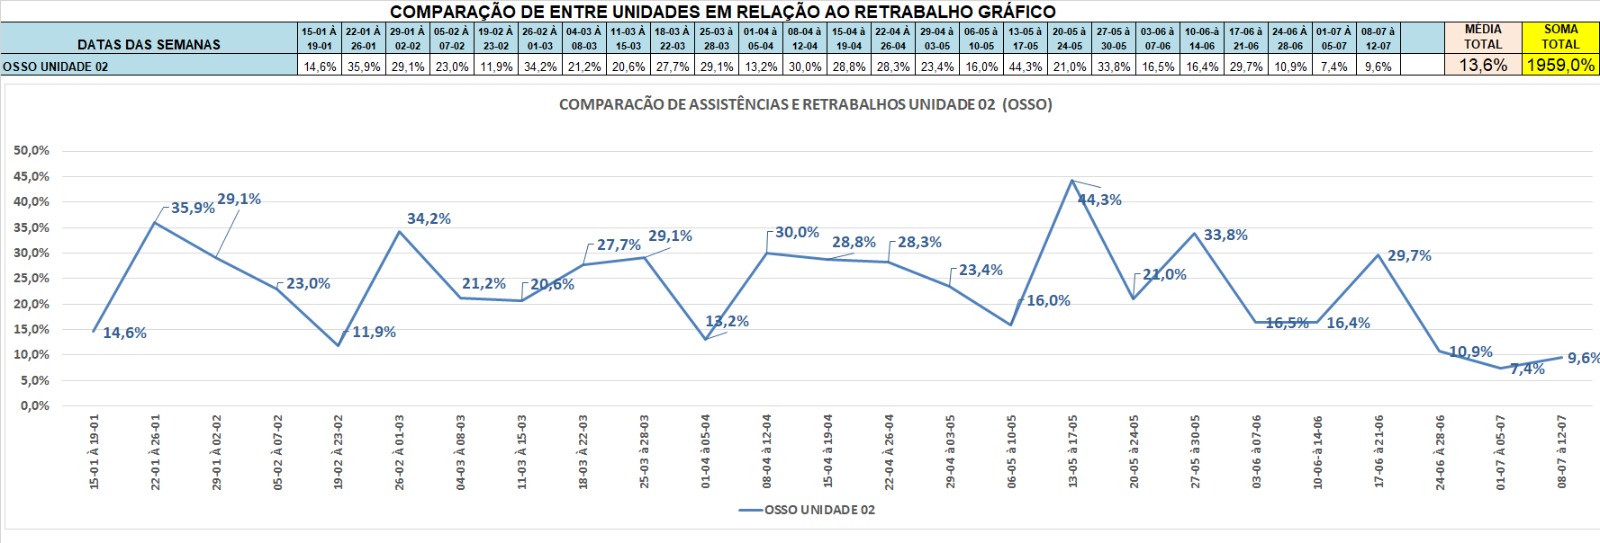 COMPARAÇÃO DE ENTRE UNIDADES EM RELAÇÃO AO RETRABALHO GRÁFICO
DATAS DAS SEMANAS 15-01 À 19-01 22-01 À 26-01 29-01 À 02-02 05-02 À 07-02 19-02 À 23-02 26-02 À 01-03 04-03 À 08-03 11-03 À 15-03 18-03 À 22-03 25-03 à 28-03 01-04 à 05-04 08-04 à 12-04 15-04 à 19-04 22-04 À 26-04 29-04 à 03-05 06-05 à 10-05 13-05 à 17-05 20-05 à 24-05 27-05 à 30-05 03-06 à 07-06 10-06-à 14-06 17-06 à 21-06 24-06 À 28-06 01-07 À 05-07 08-07 à 12-07 MÉDIA TOTAL SOMA TOTAL
OSSO UNIDADE 02 14,6% 35,9% 29,1% 23,0% 11,9% 34,2% 21,2% 20,6% 27,7% 29,1% 13,2% 30,0% 28,8% 28,3% 23,4% 16,0% 44,3% 21,0% 33,8% 16,5% 16,4% 29,7% 10,9% 7,4% 9,6% 13,6% 1959,0%
COMPARACÃO DE ASSISTÊNCIAS E RETRABALHOS UNIDADE 02 (OSSO)
50,0%
45,0%
40,0%
35,0%
30,0%
25,0%
20,0%
15,0%
10,0%
5,0%
0,0%
14,6%
35,9%
29,1%
23,0%
11,9%
34,2%
21,2%
20,6%
27,7%
29,1%
13,2%
30,0%
28,8%
28,3%
23,4%
16,0%
44,3%
21,0%
33,8%
16,5%
16,4%
29,7%
10,9%
7,4%
9,6%
15-01 À 19-01
22-01 À 26-01
29-01 À 02-02
05-02 À 07-02
19-02 À 23-02
26-02 À 01-03
04-03 À 08-03
11-03 À 15-03
18-03 À 22-03
25-03 à 28-03
01-04 à 05-04
08-04 à 12-04
15-04 à 19-04
22-04 À 26-04
29-04 à 03-05
06-05 à 10-05
13-05 à 17-05
20-05 à 24-05
27-05 à 30-05
03-06 à 07-06
10-06-à 14-06
17-06 à 21-06
24-06 À 28-06
01-07 À 05-07
08-07 à 12-07
OSSO UNIDADE 02